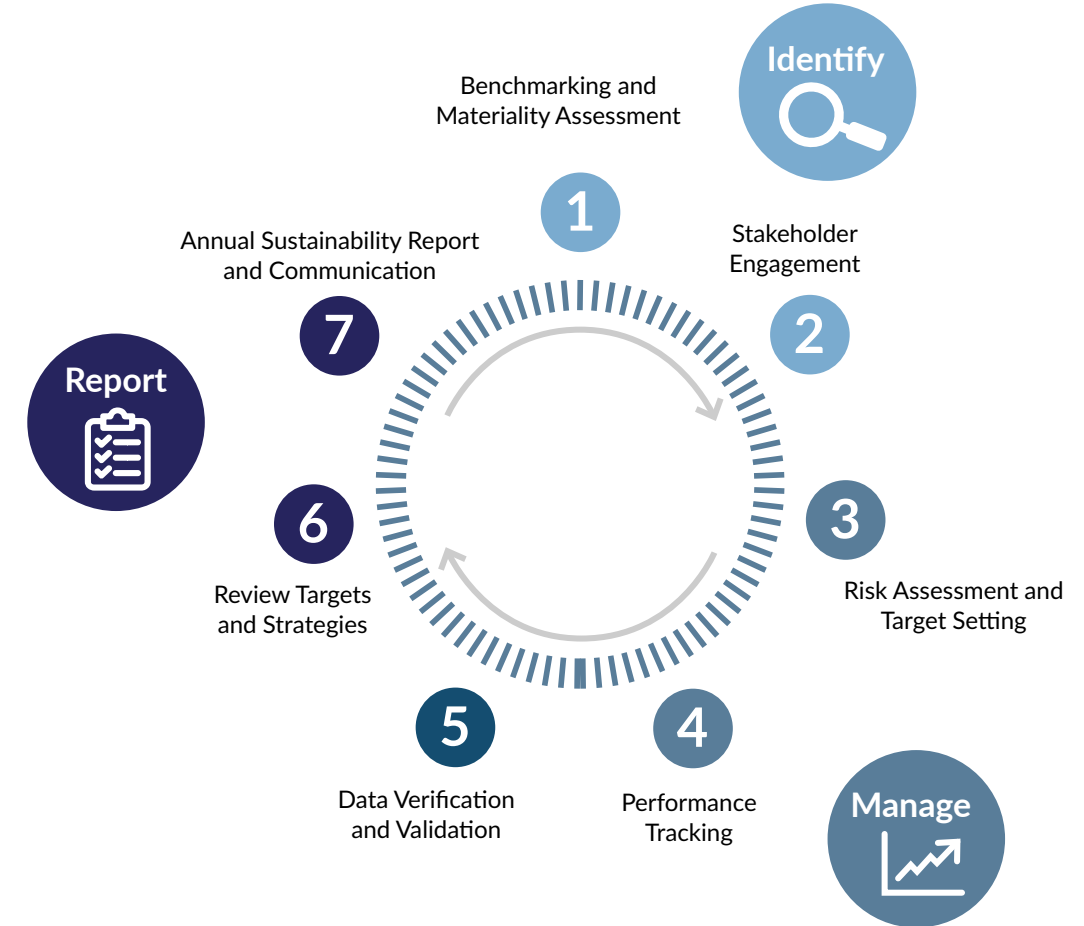 Identify
Benchmarking and
Materiality Assessment
1
Stakeholder
Engagement
2
3
Risk Assessment and
Target Setting
4
Performance
Tracking
Manage
5
Data Verification
and Validation
6
Review Targets
and Strategies
Report
Annual Sustainability Report
and Communication
7